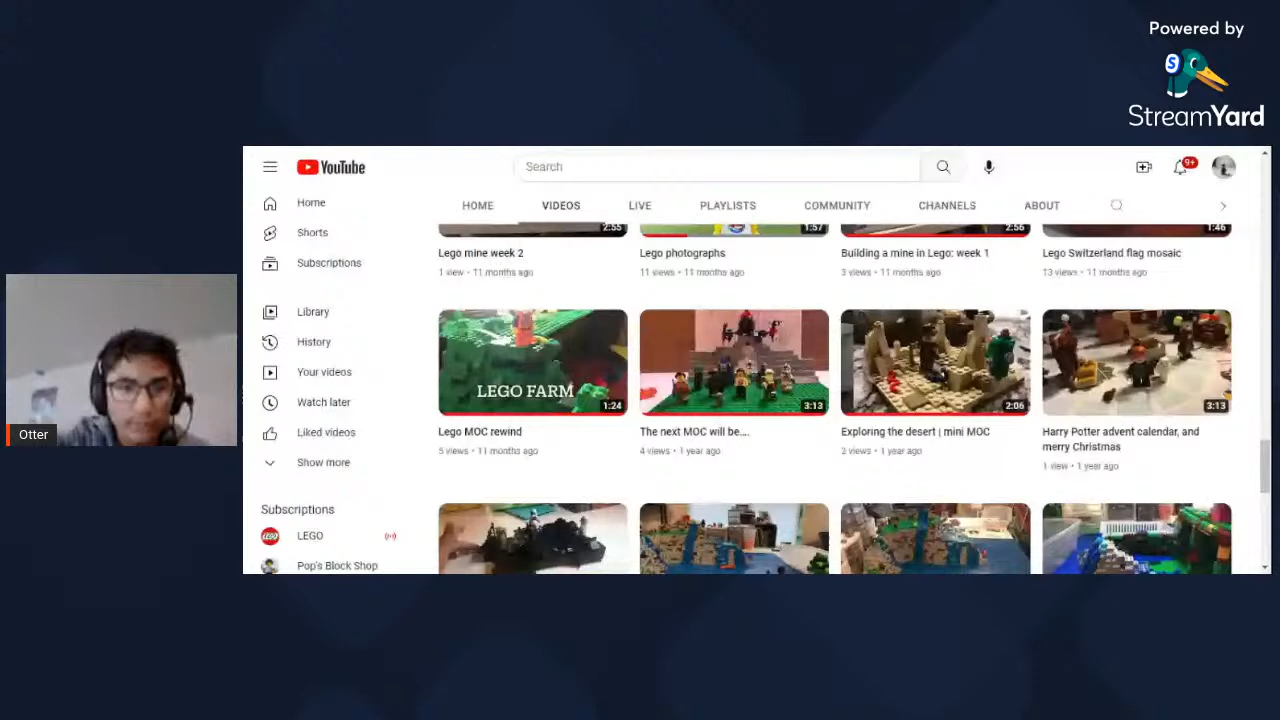 Powered by
StreamYard
YouTube
Search
9+
Home
Shorts
Subscriptions
Library
History
Your videos
Watch later
Liked videos
Show more
Subscriptions
LEGO
Pop's Block Shop
HOME VIDEOS LIVE PLAYLISTS COMMUNITY CHANNELS ABOUT
2:55 1:57 2:56 1:46
Lego mine week 2
1 view • 11 months ago
Lego photographs
11 views • 11 months ago
Building a mine in Lego: week 1
3 views • 11 months ago
Lego Switzerland flag mosaic
13 views • 11 months ago
LEGO FARM
1:24
Lego MOC rewind
5 views • 11 months ago
3:13
The next MOC will be....
4 views • 1 year ago
2:06
Exploring the desert | mini MOC
2 views • 1 year ago
3:13
Harry Potter advent calendar, and
merry Christmas
1 view • 1 year ago
Otter